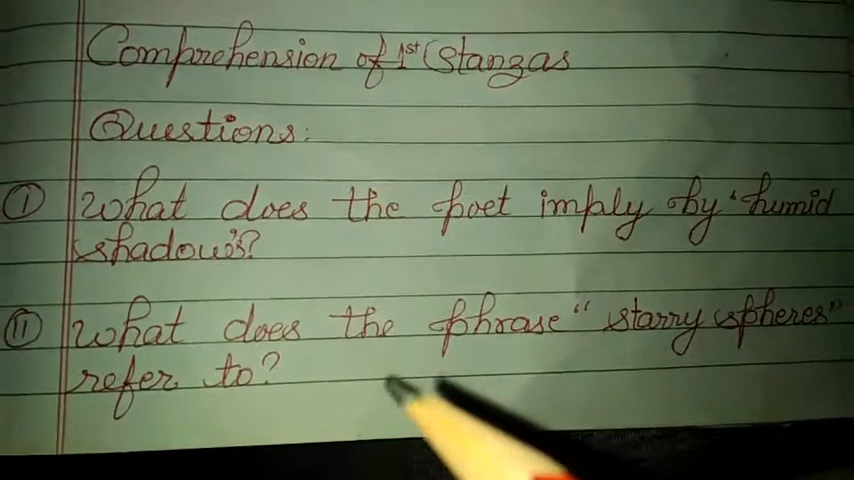 Comprehension of 1st Stanzas
Questions:
(I) What does the poet imply by 'humid
shadows'?
(II) What does the phrase "starry spheres"
refer to?